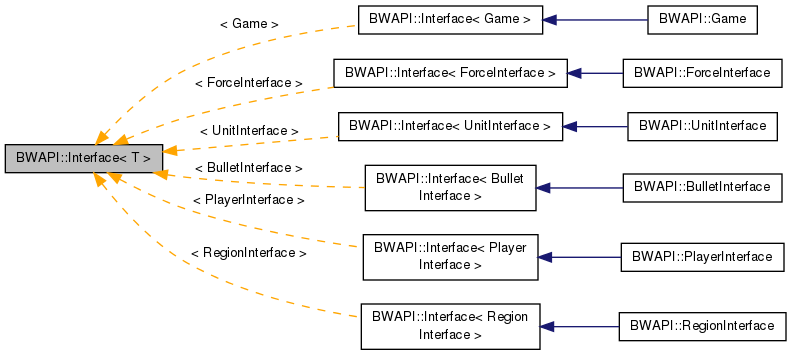 < Game >
BWAPI::Interface< Game >
BWAPI::Game
< ForceInterface >
BWAPI::Interface< ForceInterface >
BWAPI::ForceInterface
< UnitInterface >
BWAPI::Interface< UnitInterface >
BWAPI::UnitInterface
BWAPI::Interface< T >
< BulletInterface >
BWAPI::Interface< Bullet
Interface >
BWAPI::BulletInterface
< PlayerInterface >
BWAPI::Interface< Player
Interface >
BWAPI::PlayerInterface
< RegionInterface >
BWAPI::Interface< Region
Interface >
BWAPI::RegionInterface